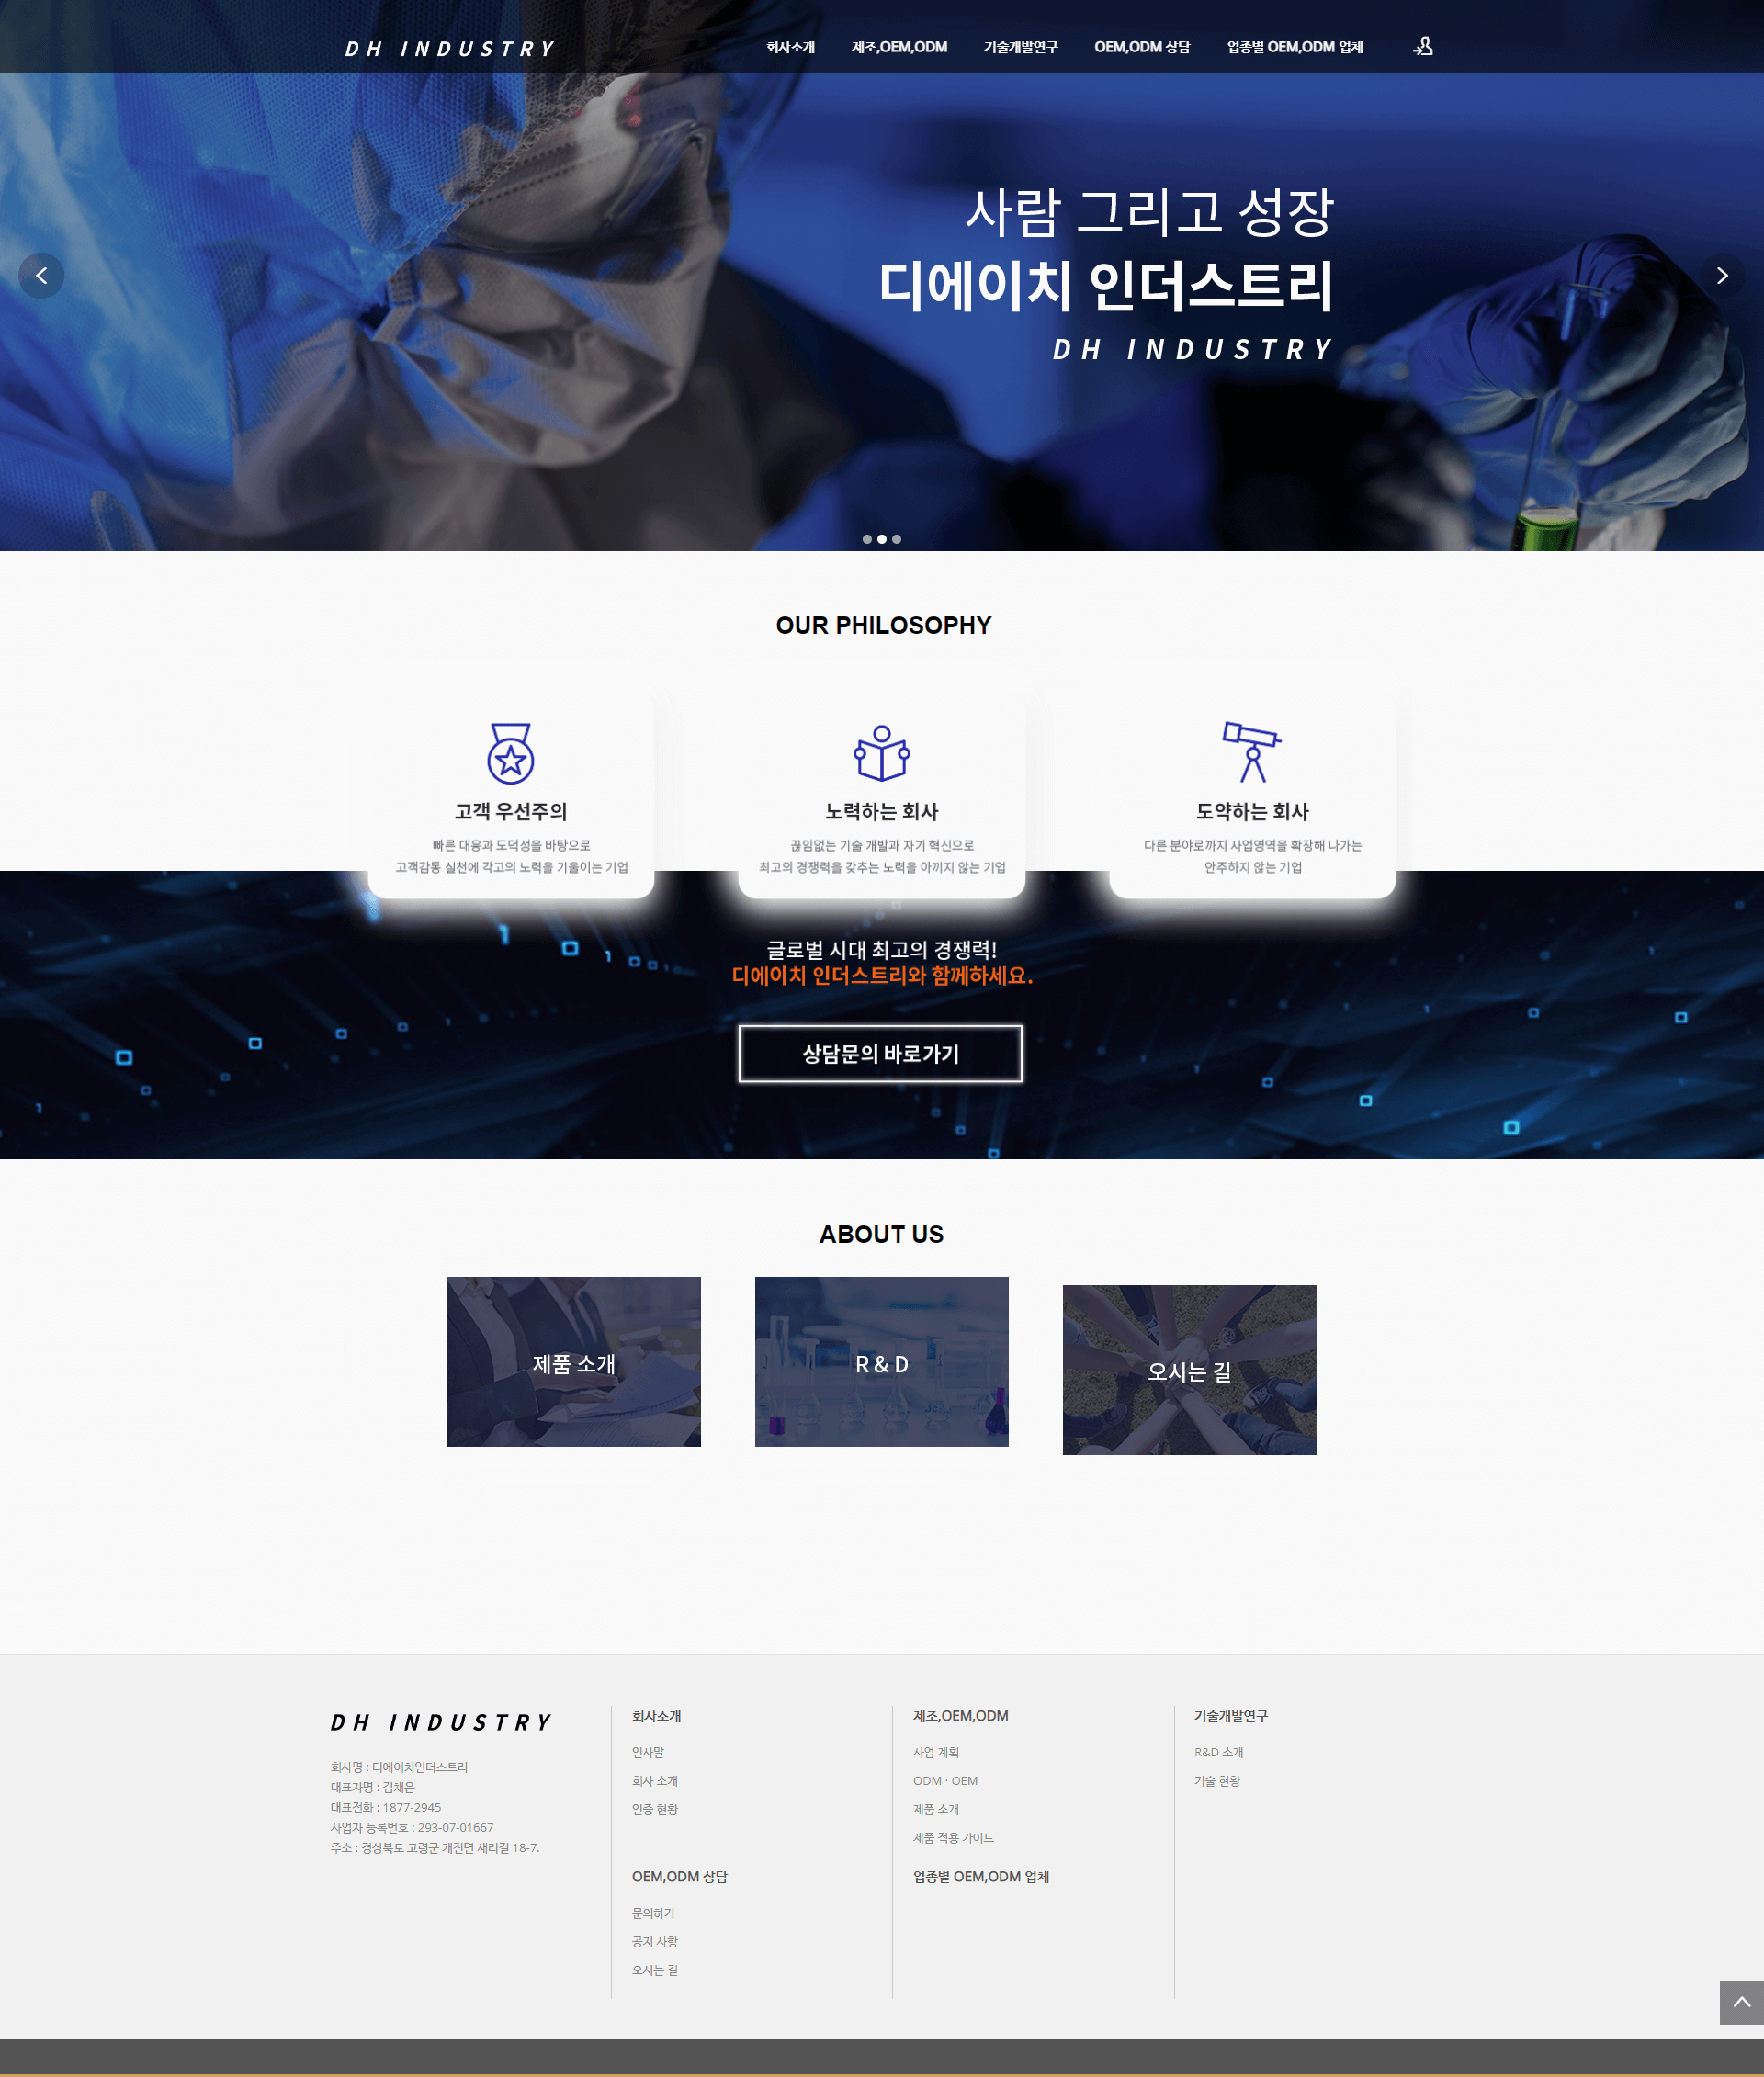 DH INDUSTRY
회사소개 제조,OEM,ODM 기술개발연구 OEM,ODM 상담 업종별 OEM,ODM 업체
사람 그리고 성장
디에이치 인더스트리
DH INDUSTRY
OUR PHILOSOPHY
고객 우선주의
빠른 대응과 도덕성을 바탕으로
고객감동 실천에 각고의 노력을 기울이는 기업
노력하는 회사
끊임없는 기술 개발과 자기 혁신으로
최고의 경쟁력을 갖추는 노력을 아끼지 않는 기업
도약하는 회사
다른 분야로까지 사업영역을 확장해 나가는
안주하지 않는 기업
글로벌 시대 최고의 경쟁력!
디에이치 인더스트리와 함께하세요.
상담문의 바로가기
ABOUT US
제품 소개
R & D
오시는 길
DH INDUSTRY
회사명 : 디에이치인더스트리
대표자명 : 김채은
대표전화 : 1877-2945
사업자 등록번호 : 293-07-01667
주소 : 경상북도 고령군 개진면 새리길 18-7.
회사소개
인사말
회사 소개
인증 현황
제조,OEM,ODM
사업 계획
ODM · OEM
제품 소개
제품 적용 가이드
기술개발연구
R&D 소개
기술 현황
OEM,ODM 상담
문의하기
공지 사항
오시는 길
업종별 OEM,ODM 업체